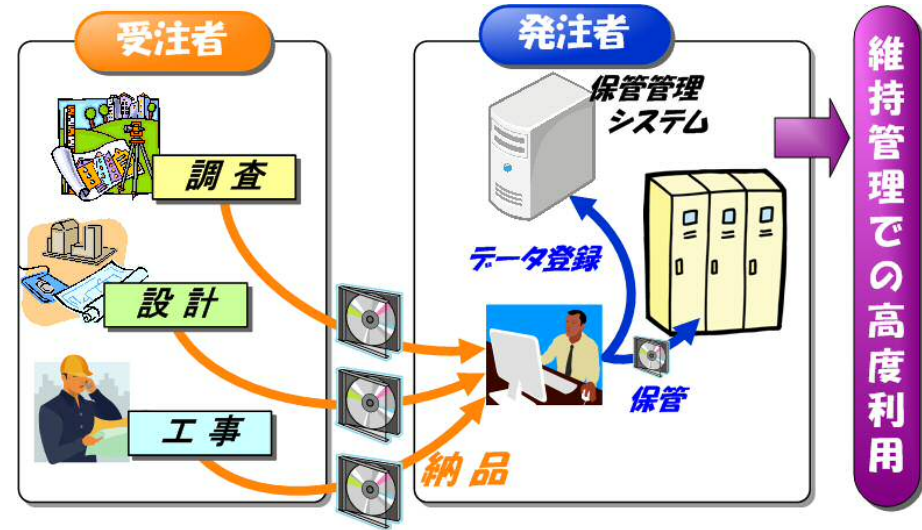 受注者
調査
設計
工事
納品
発注者
保管管理
システム
データ登録
保管
維持管理での高度利用